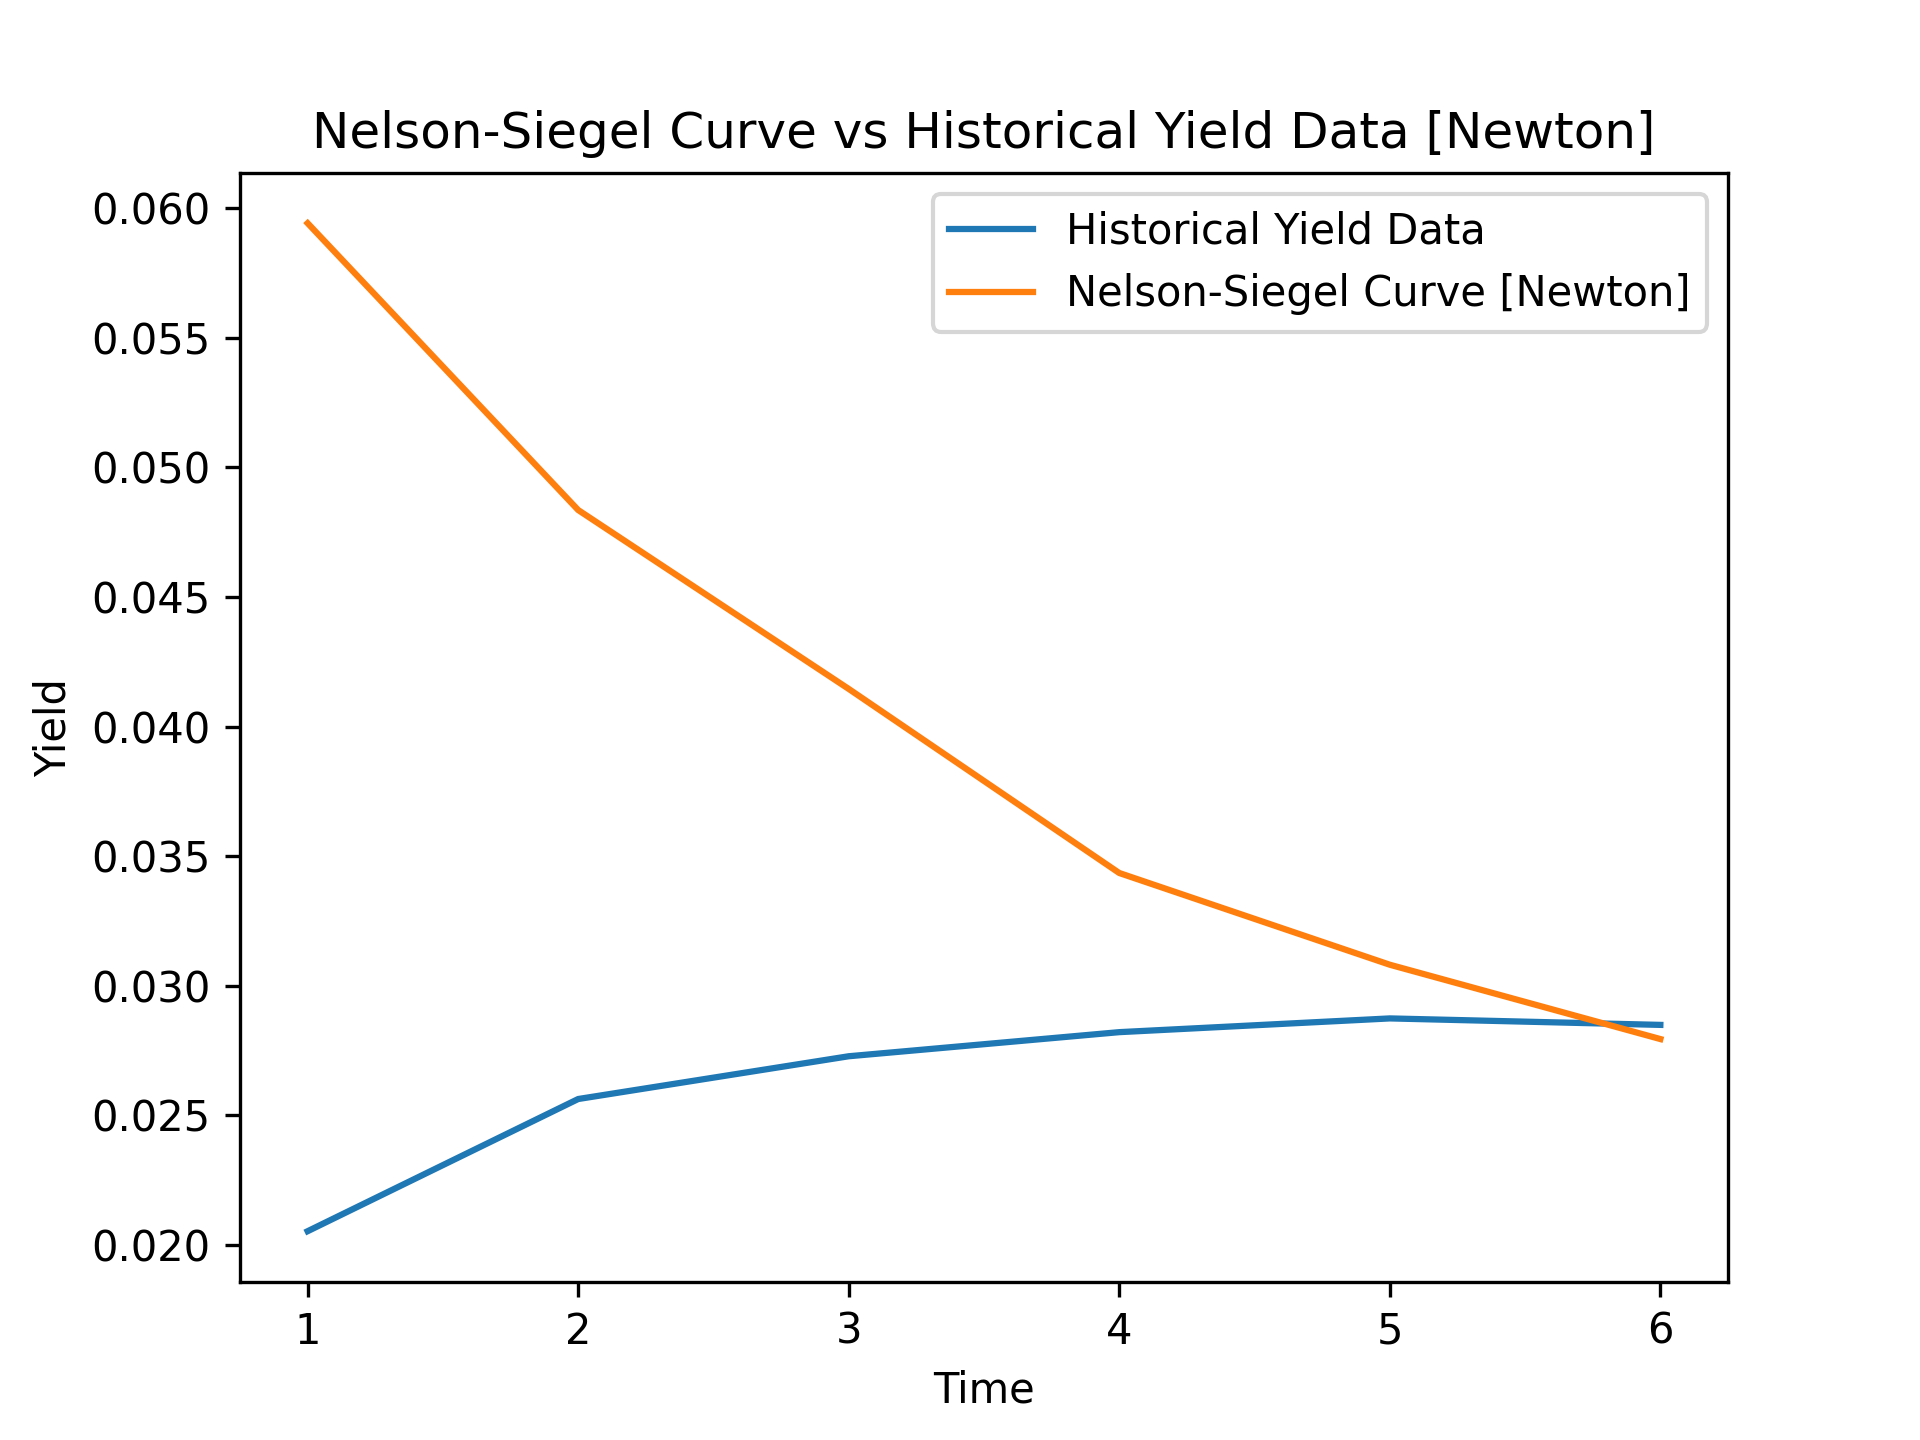 Nelson-Siegel Curve vs Historical Yield Data [Newton]
Historical Yield Data
Nelson-Siegel Curve [Newton]
0.060
0.055
0.050
0.045
0.040
0.035
0.030
0.025
0.020
Yield
1 2 3 4 5 6
Time